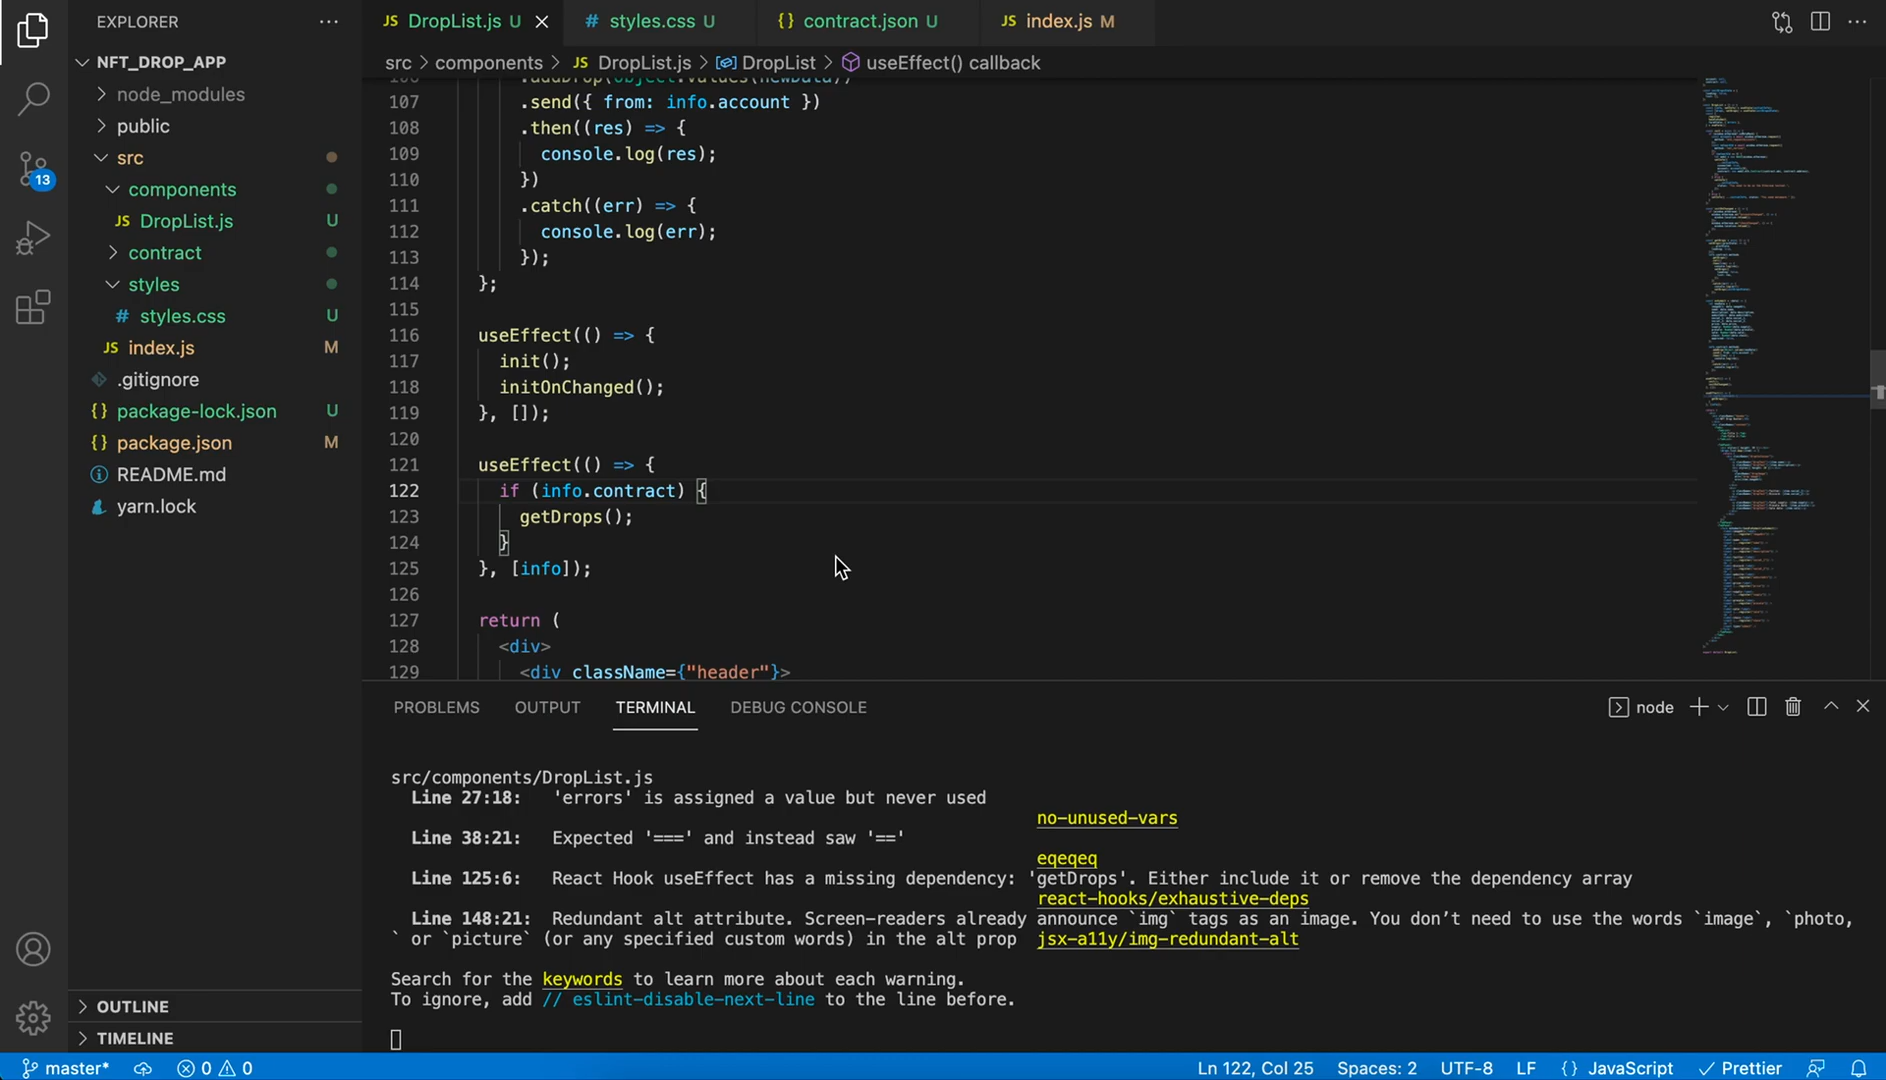 EXPLORER
NFT_DROP_APP
node_modules
public
src
components
JS DropList.js U
contract
styles
# styles.css U
JS index.js M
.gitignore
{} package-lock.json U
{} package.json M
README.md
yarn.lock
OUTLINE
TIMELINE
13
JS DropList.js U
# styles.css U
{} contract.json U
JS index.js M
src > components > JS DropList.js > DropList > useEffect() callback
107 .send({ from: info.account })
108 .then((res) => {
109 console.log(res);
110 })
111 .catch((err) => {
112 console.log(err);
113 });
114 };
115
116 useEffect(() => {
117 init();
118 initOnChanged();
119 }, []);
120
121 useEffect(() => {
122 if (info.contract) {
123 getDrops();
124 }
125 }, [info]);
126
127 return (
128 <div>
129 <div className={"header"}>
PROBLEMS OUTPUT TERMINAL DEBUG CONSOLE
node
src/components/DropList.js
Line 27:18: 'errors' is assigned a value but never used
no-unused-vars
Line 38:21: Expected '===' and instead saw '=='
eqeqeq
Line 125:6: React Hook useEffect has a missing dependency: 'getDrops'. Either include it or remove the dependency array
react-hooks/exhaustive-deps
Line 148:21: Redundant alt attribute. Screen-readers already announce `img` tags as an image. You don’t need to use the words `image`, `photo,
` or `picture` (or any specified custom words) in the alt prop jsx-a11y/img-redundant-alt
Search for the keywords to learn more about each warning.
To ignore, add // eslint-disable-next-line to the line before.
master* 0 0 Ln 122, Col 25 Spaces: 2 UTF-8 LF {} JavaScript Prettier